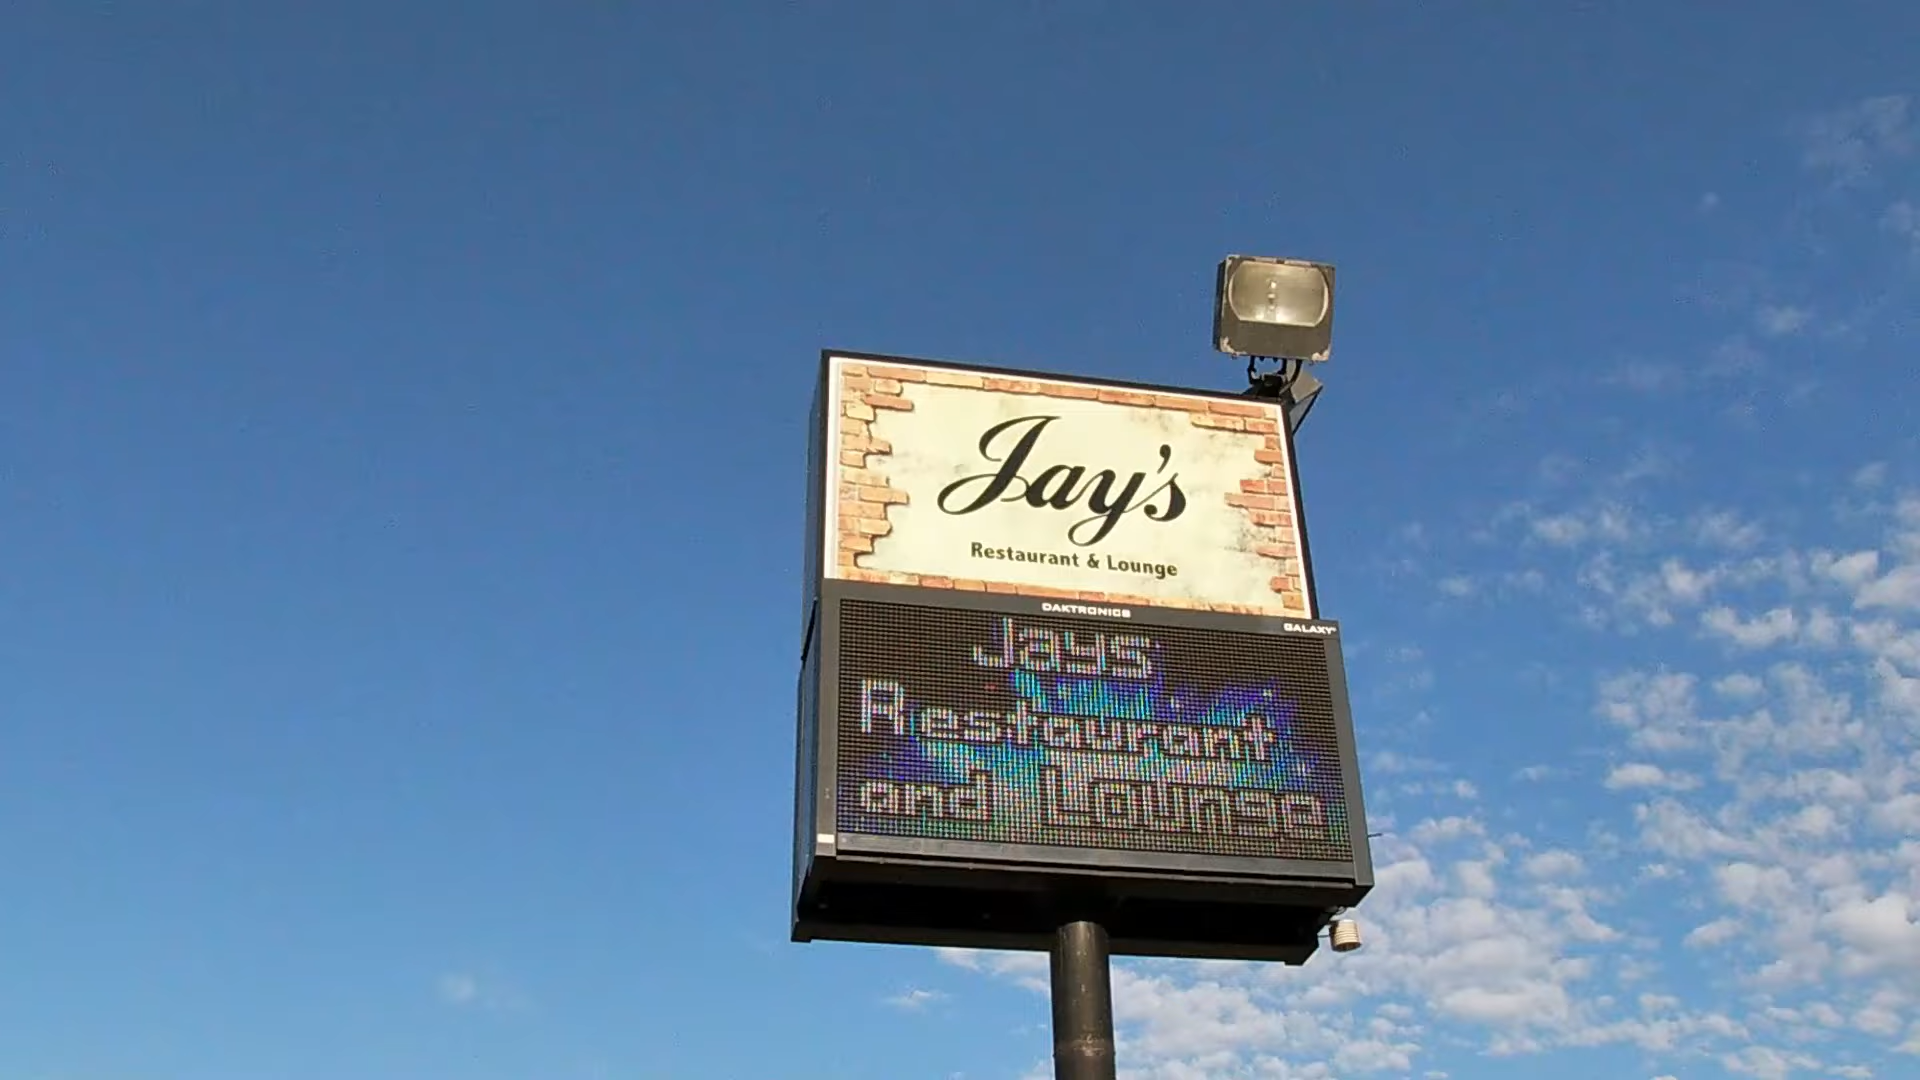 Jay's
Restaurant & Lounge
DAKTRONICS
GALAXY
Jays
Restaurant
and Lounge